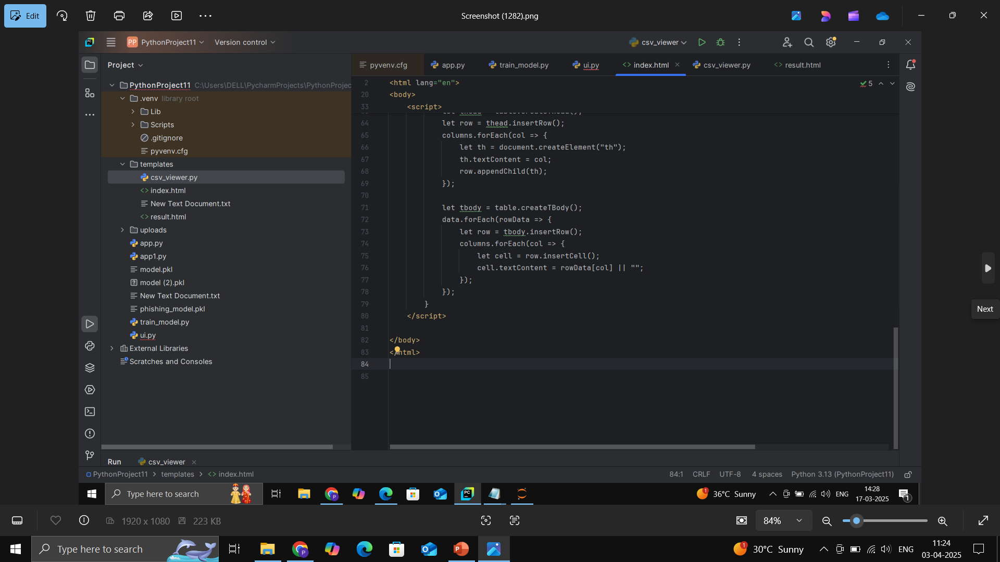 Edit
Screenshot (1282).png
PP PythonProject11
Version control
csv_viewer
Project
pyvenv.cfg
app.py
train_model.py
ui.py
index.html
csv_viewer.py
result.html
PythonProject11 C:\Users\DELL\PycharmProjects\PythonProjec
.venv library root
Lib
Scripts
.gitignore
pyvenv.cfg
templates
csv_viewer.py
index.html
New Text Document.txt
result.html
uploads
app.py
app1.py
model.pkl
model (2).pkl
New Text Document.txt
phishing_model.pkl
train_model.py
ui.py
External Libraries
Scratches and Consoles
5
2 <html lang="en">
20 <body>
33 <script>
64 let row = thead.insertRow();
65 columns.forEach(col => {
66 let th = document.createElement("th");
67 th.textContent = col;
68 row.appendChild(th);
69 });
70
71 let tbody = table.createTBody();
72 data.forEach(rowData => {
73 let row = tbody.insertRow();
74 columns.forEach(col => {
75 let cell = row.insertCell();
76 cell.textContent = rowData[col] || "";
77 });
78 });
79 }
80 </script>
81
82 </body>
83 </html>
84
85
Next
Run
csv_viewer
PythonProject11 > templates > index.html
84:1 CRLF UTF-8 4 spaces Python 3.13 (PythonProject11)
Type here to search
1
36°C Sunny
ENG
14:28
17-03-2025
1
1920 x 1080
223 KB
84%
Type here to search
1
30°C Sunny
ENG
11:24
03-04-2025